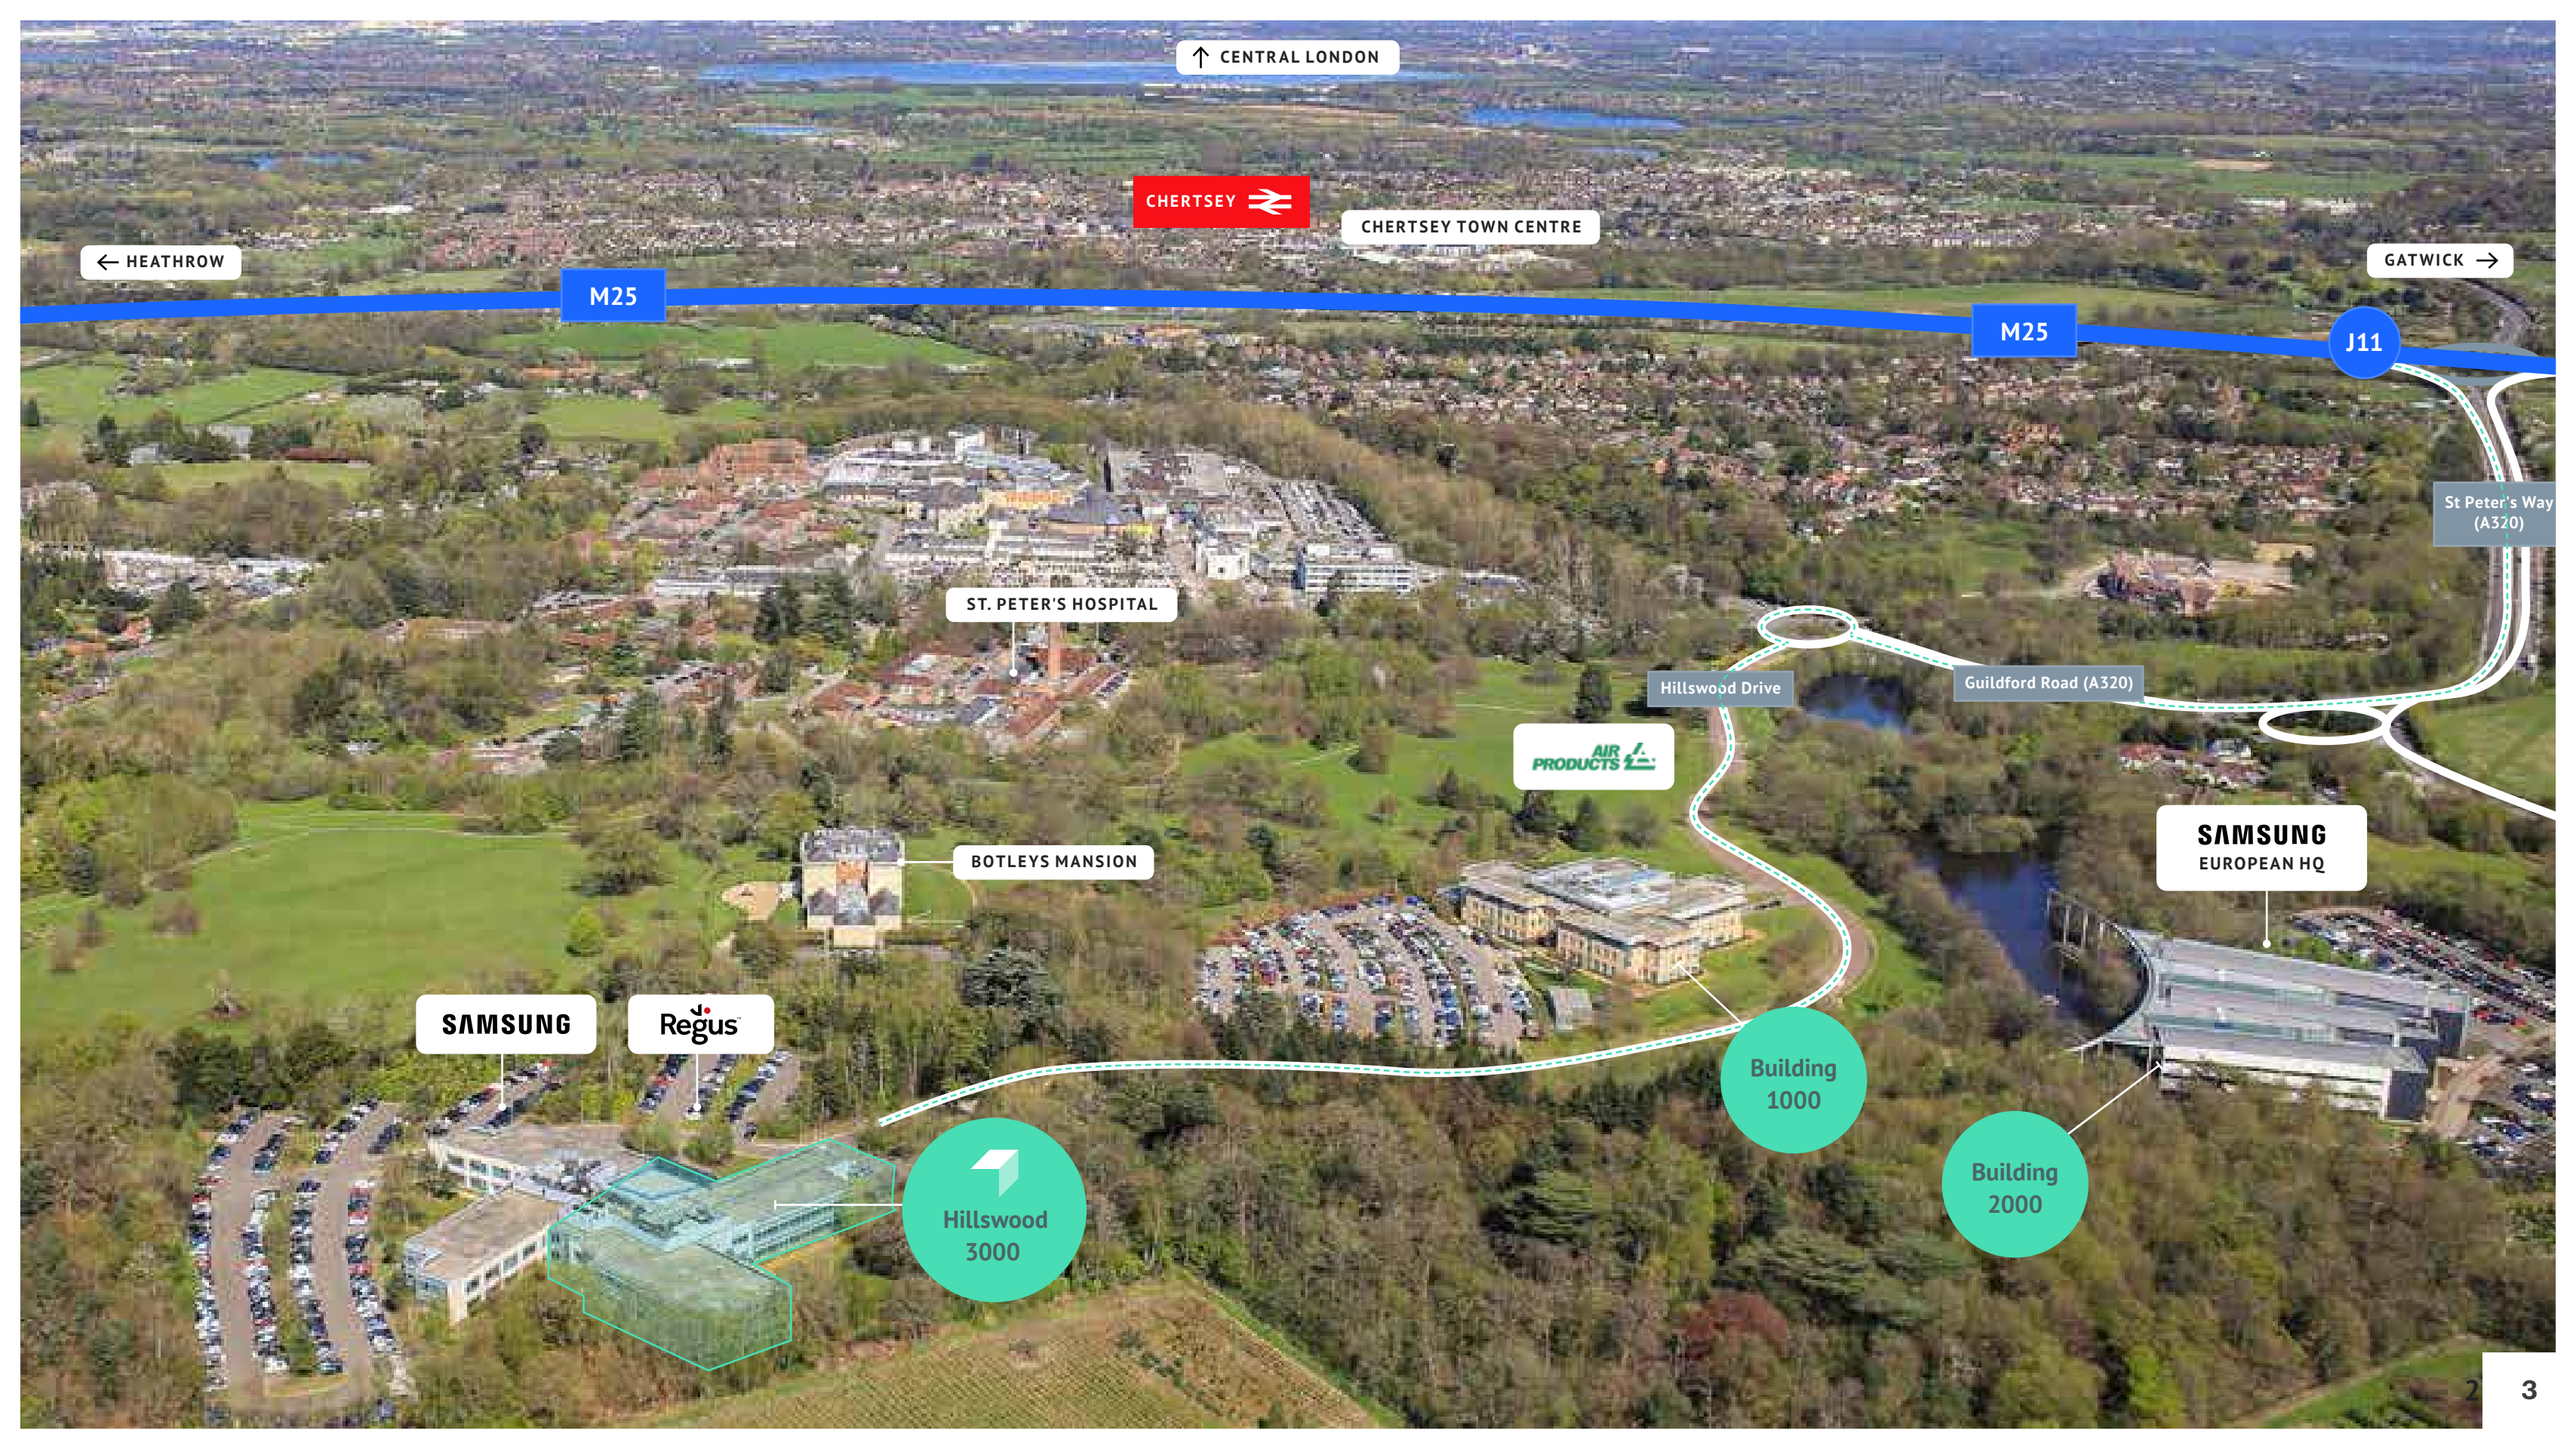 ↑ CENTRAL LONDON
CHERTSEY
CHERTSEY TOWN CENTRE
← HEATHROW
GATWICK →
M25
M25
J11
St Peter's Way
(A320)
ST. PETER'S HOSPITAL
Hillswood Drive
Guildford Road (A320)
AIR
PRODUCTS
SAMSUNG
EUROPEAN HQ
BOTLEYS MANSION
SAMSUNG
Regus
Building
1000
Building
2000
Hillswood
3000
2
3